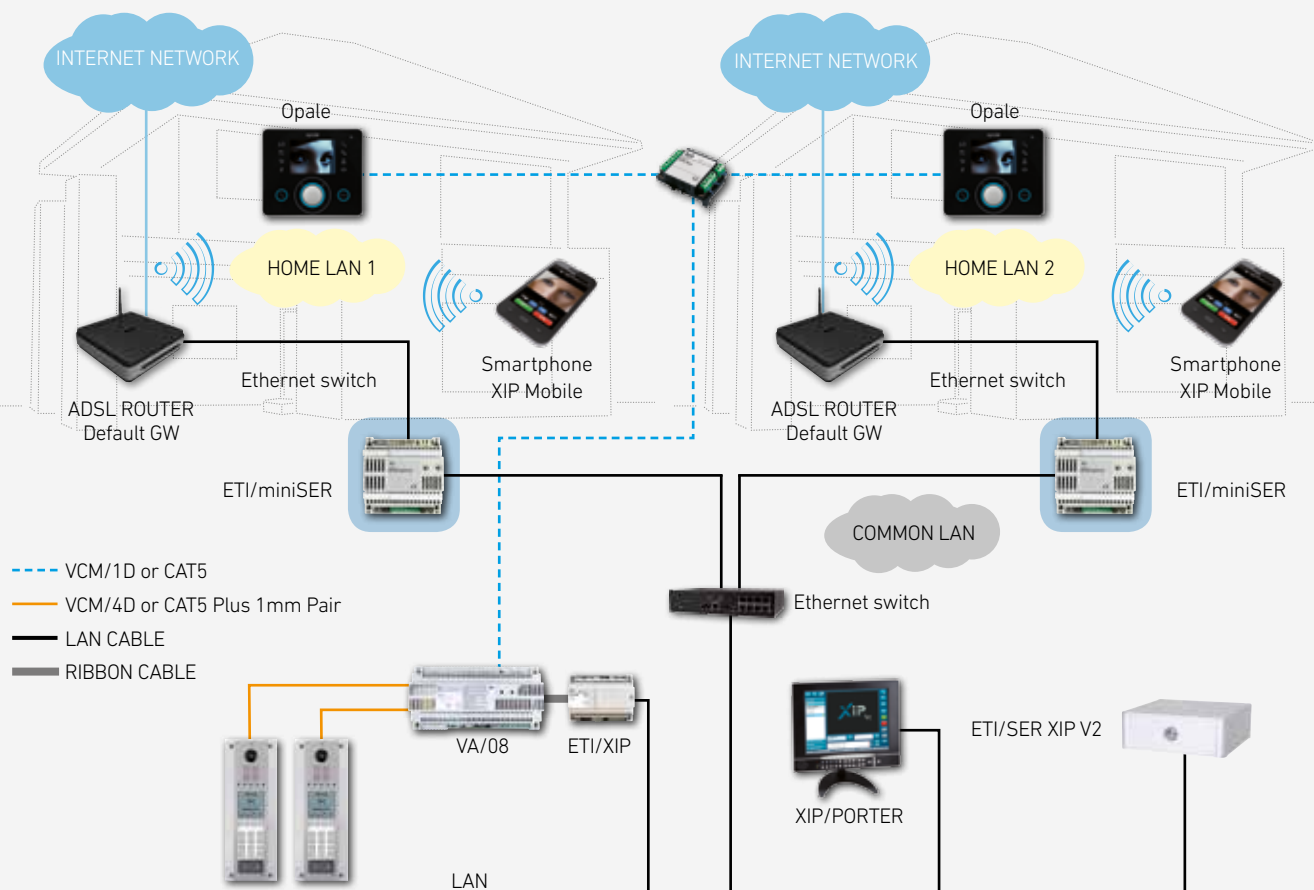 INTERNET NETWORK
INTERNET NETWORK
Opale
Opale
HOME LAN 1
HOME LAN 2
Smartphone
XIP Mobile
Smartphone
XIP Mobile
Ethernet switch
Ethernet switch
ADSL ROUTER
Default GW
ADSL ROUTER
Default GW
ETI/miniSER
ETI/miniSER
COMMON LAN
VCM/1D or CAT5
VCM/4D or CAT5 Plus 1mm Pair
LAN CABLE
RIBBON CABLE
Ethernet switch
XIP
VA/08
ETI/XIP
ETI/SER XIP V2
XIP/PORTER
LAN